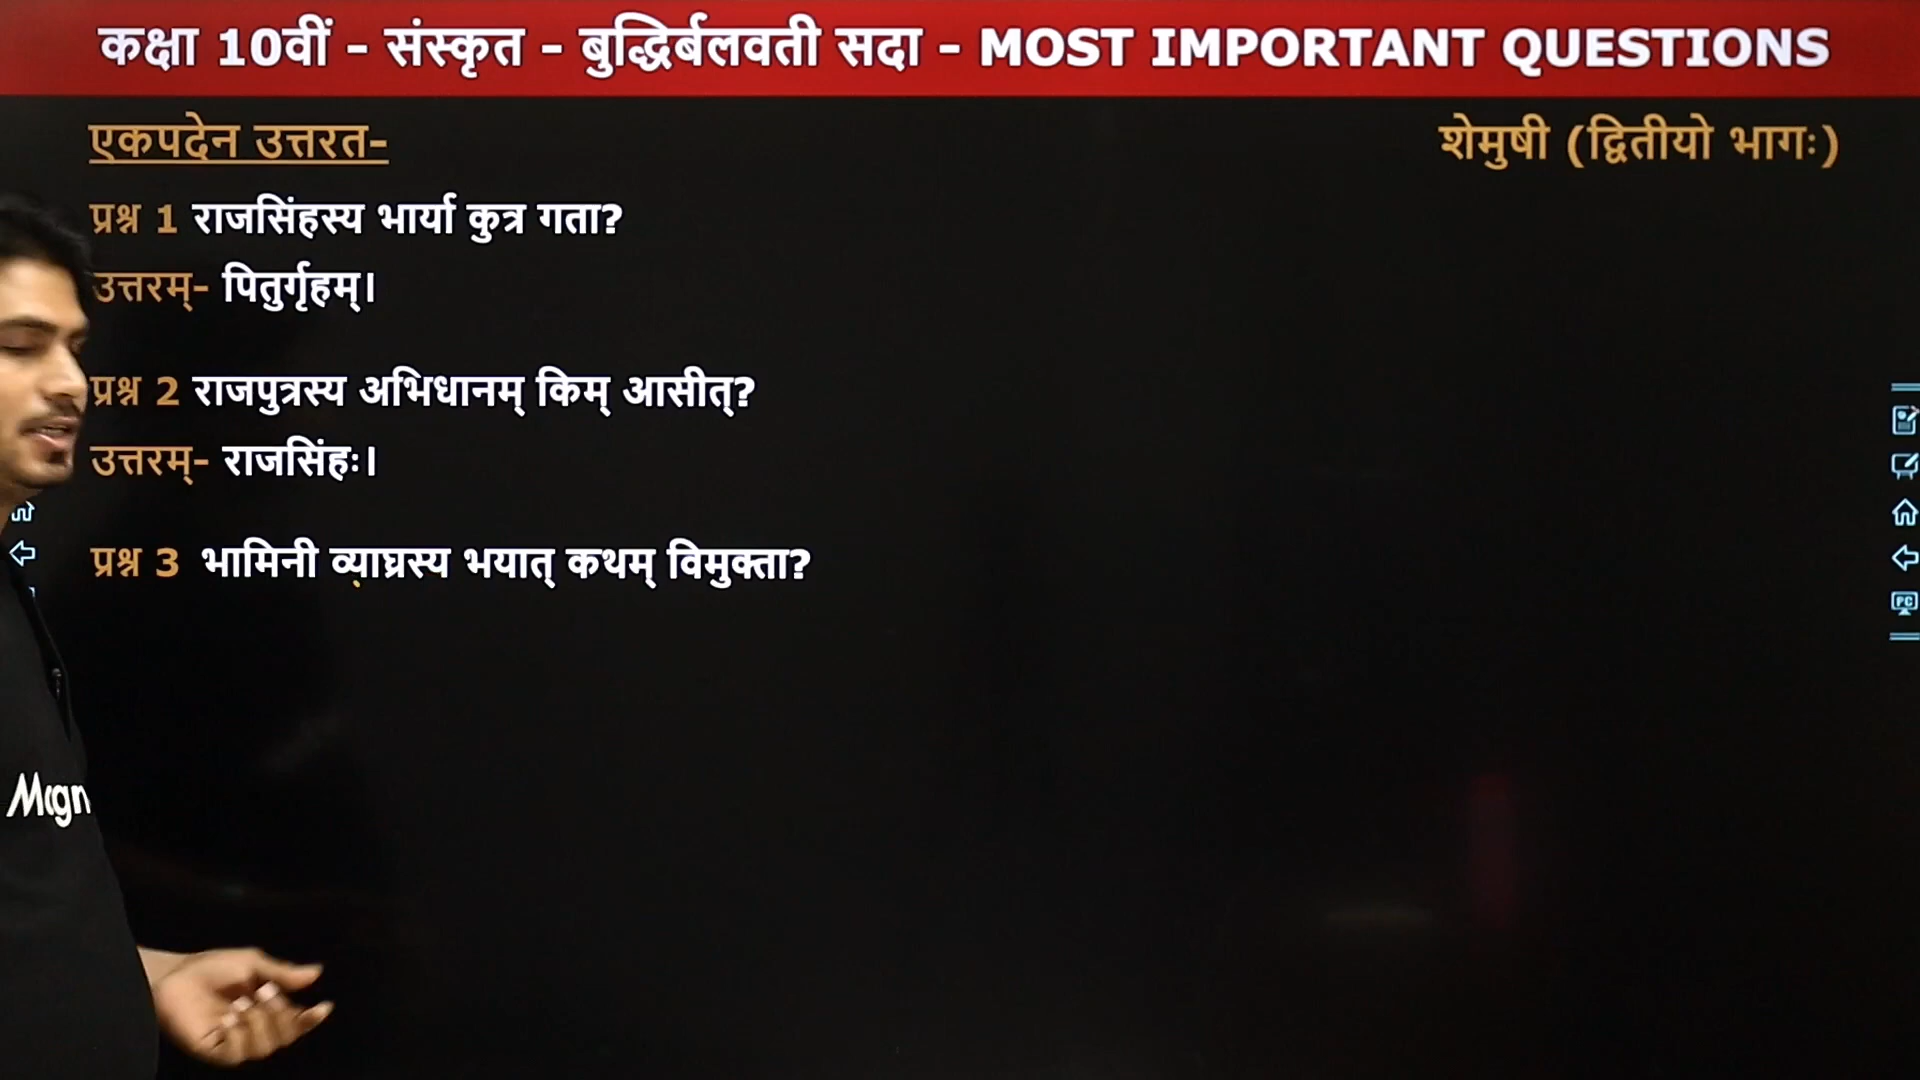 कक्षा 10वीं - संस्कृत - बुद्धिर्बलवती सदा - MOST IMPORTANT QUESTIONS
एकपदेन उत्तरत-
शेमुषी (द्वितीयो भागः)
प्रश्न 1 राजसिंहस्य भार्या कुत्र गता?
उत्तरम्- पितुर्गृहम्।
प्रश्न 2 राजपुत्रस्य अभिधानम् किम् आसीत्?
उत्तरम्- राजसिंहः।
प्रश्न 3 भामिनी व्याघ्रस्य भयात् कथम् विमुक्ता?
PC